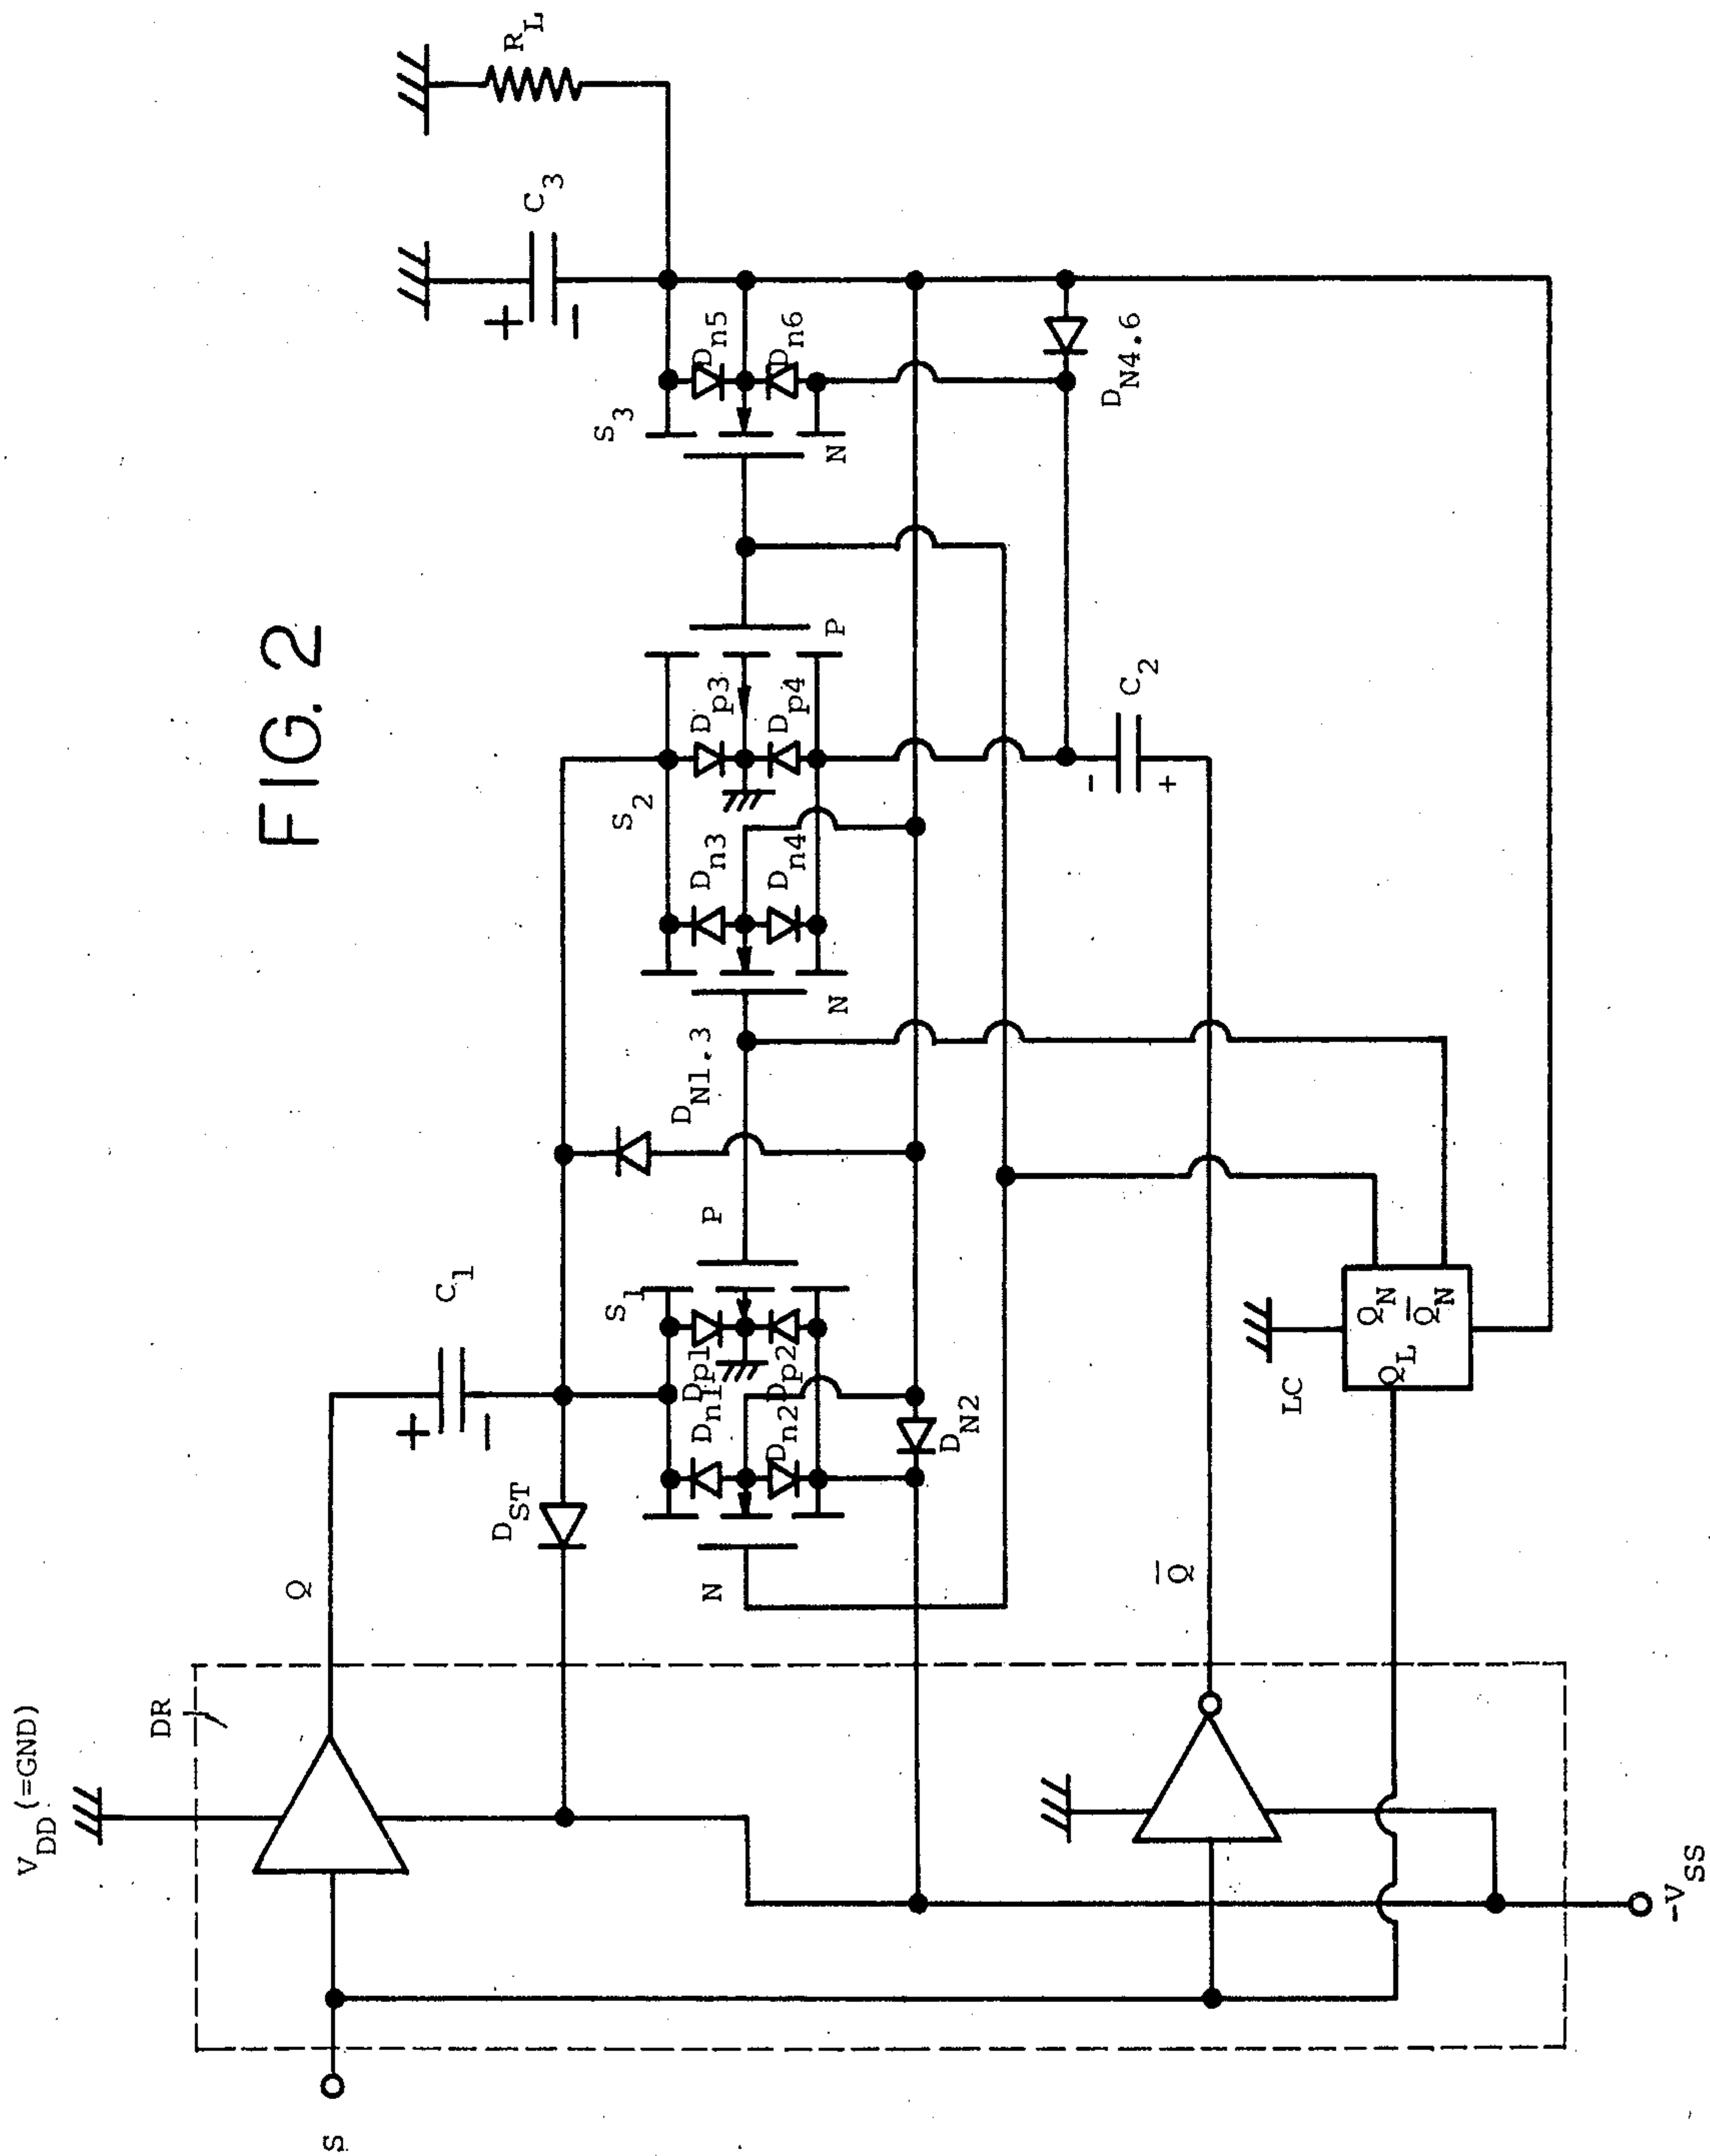 FIG. 2
V_DD (=GND)
DR
S
Q
C_1
+
-
D_ST
D_N1.3
S_1
N
P
D_n1
D_p1
D_n2
D_p2
D_N2
S_2
N
P
D_n3
D_p3
D_n4
D_p4
S_3
N
D_n5
D_n6
C_3
+
-
R_L
D_N4.6
C_2
-
+
Q̅
LC
Q_L
Q_N
Q̅_N
-V_SS